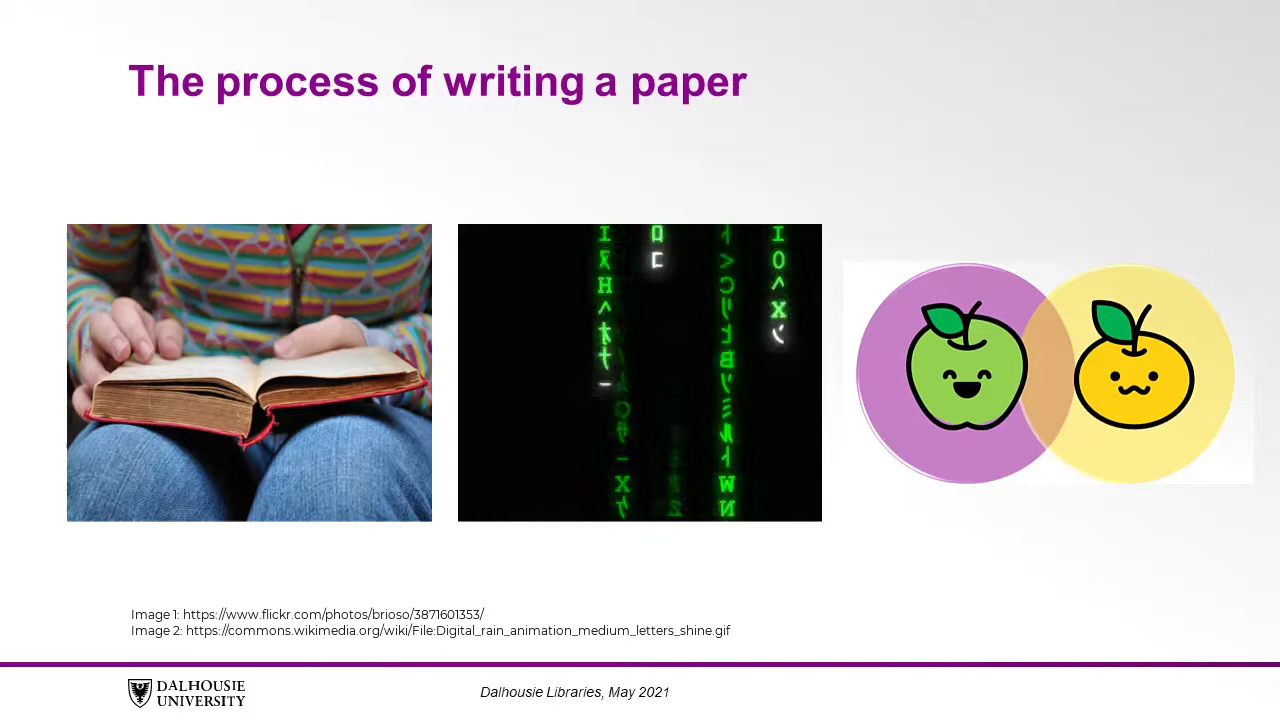 The process of writing a paper
Image 1: https://www.flickr.com/photos/brioso/3871601353/
Image 2: https://commons.wikimedia.org/wiki/File:Digital_rain_animation_medium_letters_shine.gif
DALHOUSIE
UNIVERSITY
Dalhousie Libraries, May 2021